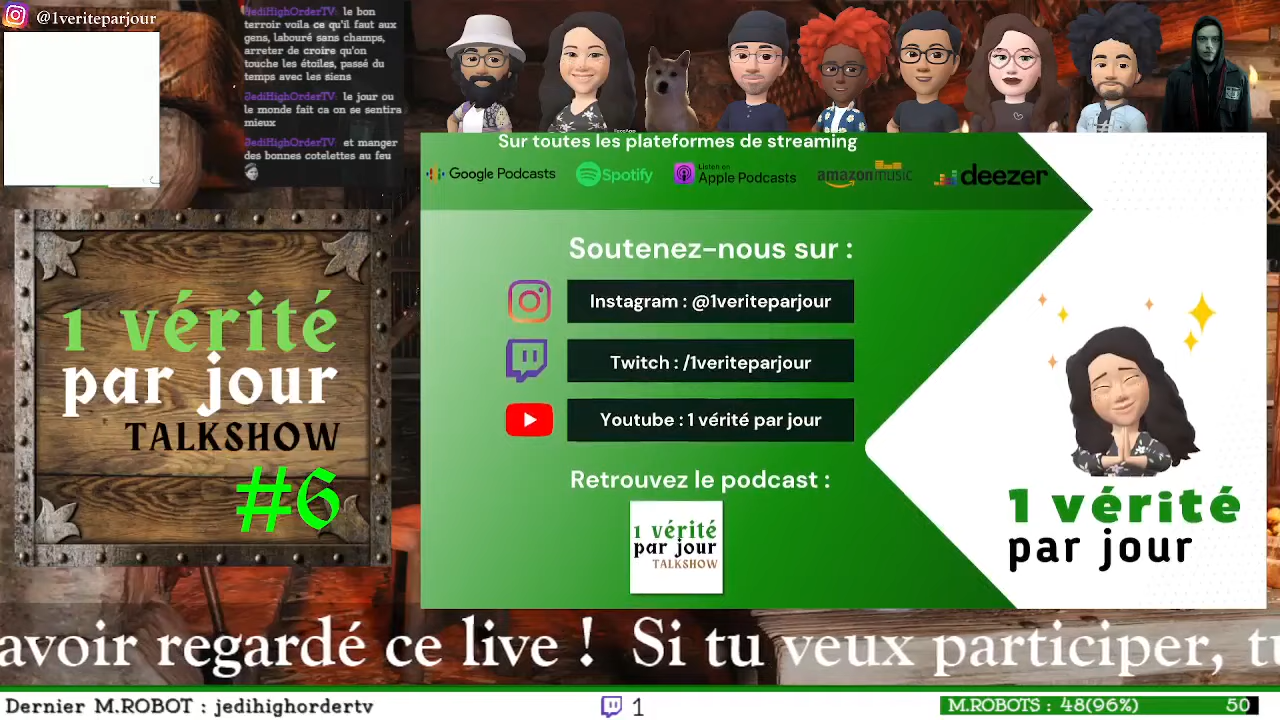 @1veriteparjour
JediHighOrderTV: le bon
terroir voila ce qu'il faut aux
gens, labouré sans champs,
arreter de croire qu'on
touche les étoiles, passé du
temps avec les siens
JediHighOrderTV: le jour ou
le monde fait ca on se sentira
mieux
JediHighOrderTV: et manger
des bonnes cotelettes au feu
Sur toutes les plateformes de streaming
Google Podcasts
Spotify
Listen on
Apple Podcasts
amazon music
deezer
1 vérité
par jour
TALKSHOW
#6
Soutenez-nous sur :
Instagram : @1veriteparjour
Twitch : /1veriteparjour
Youtube : 1 vérité par jour
Retrouvez le podcast :
1 vérité
par jour
TALKSHOW
1 vérité
par jour
avoir regardé ce live ! Si tu veux participer, tu
Dernier M.ROBOT : jedihighordertv
1
M.ROBOTS : 48(96%)
50